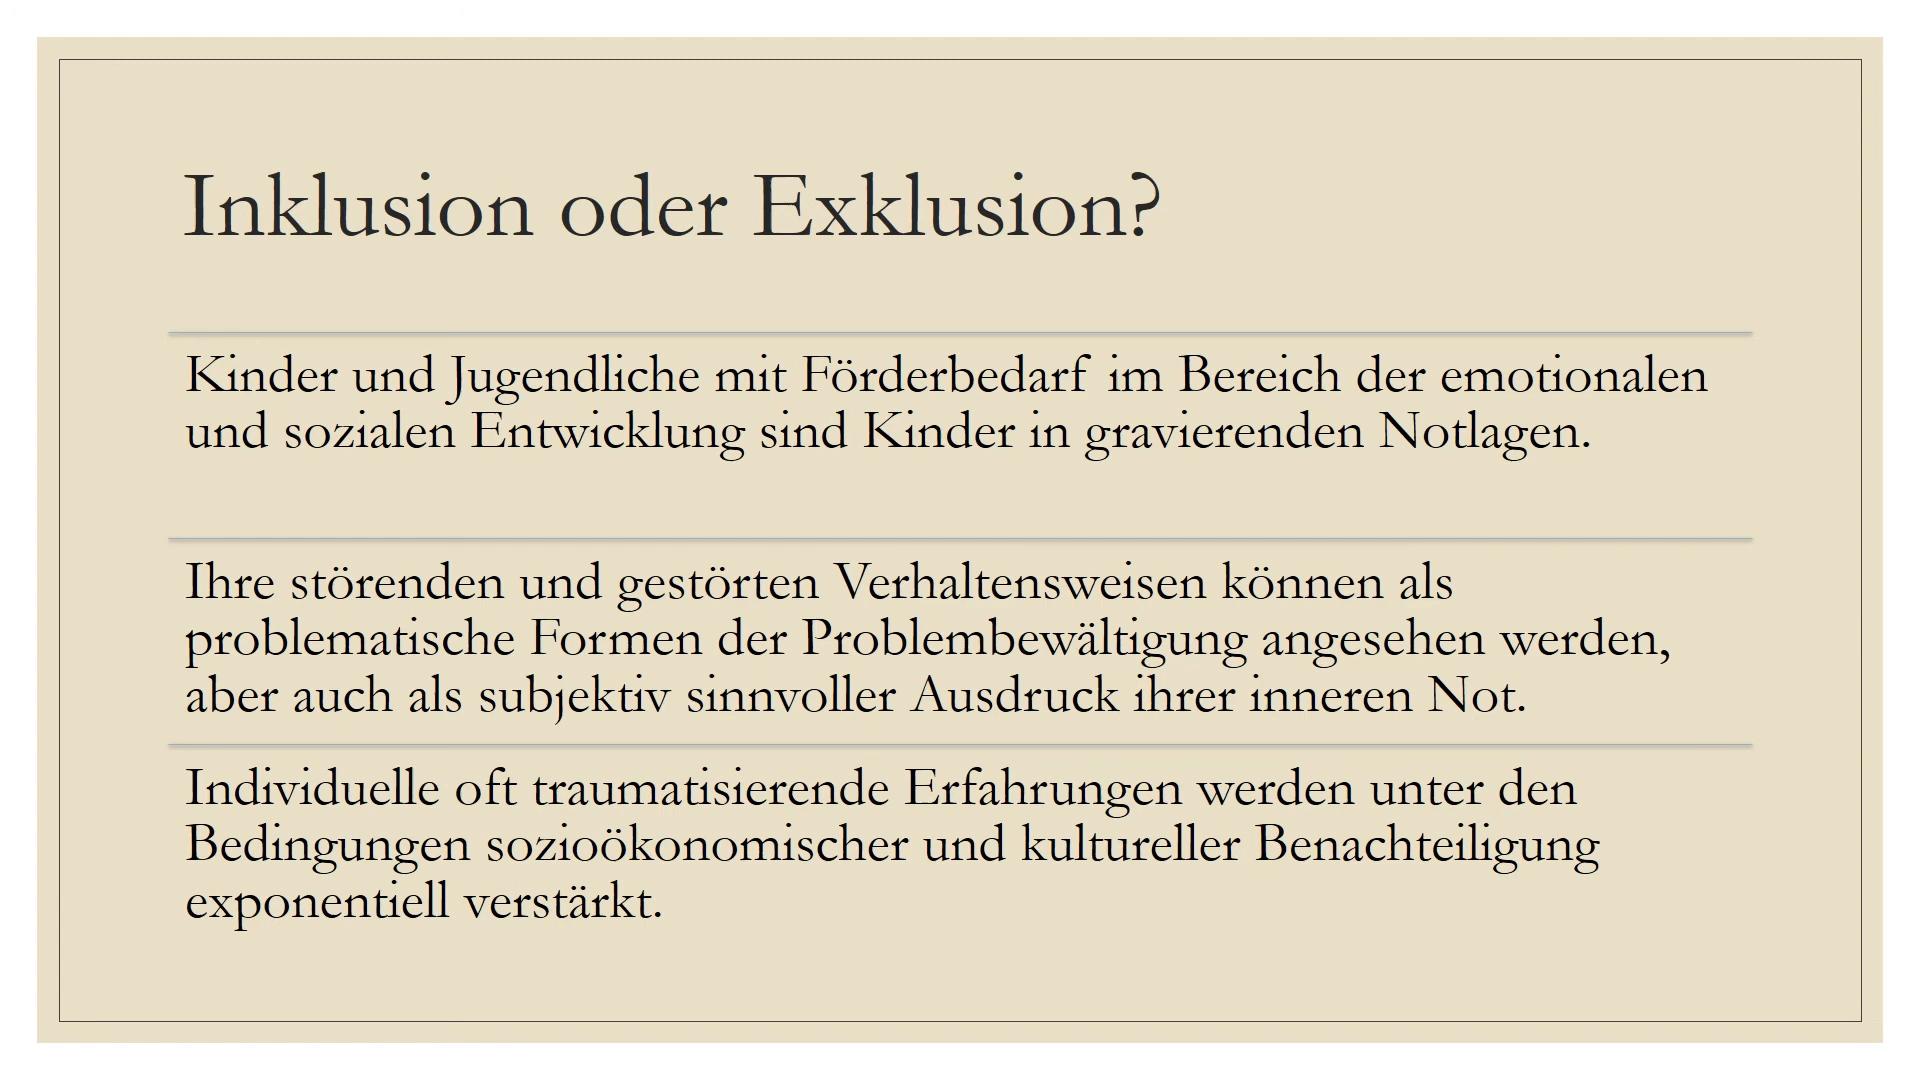 Inklusion oder Exklusion?
Kinder und Jugendliche mit Förderbedarf im Bereich der emotionalen
und sozialen Entwicklung sind Kinder in gravierenden Notlagen.
Ihre störenden und gestörten Verhaltensweisen können als
problematische Formen der Problembewältigung angesehen werden,
aber auch als subjektiv sinnvoller Ausdruck ihrer inneren Not.
Individuelle oft traumatisierende Erfahrungen werden unter den
Bedingungen sozioökonomischer und kultureller Benachteiligung
exponentiell verstärkt.